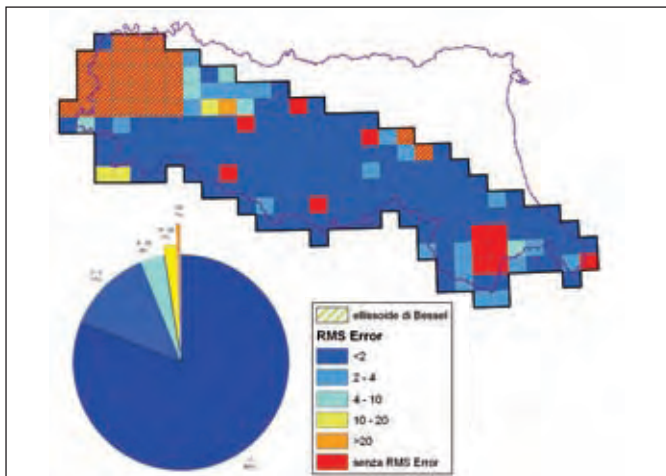 ellissoide di Bessel
RMS Error
<2
2 - 4
4 - 10
10 - 20
>20
senza RMS Error